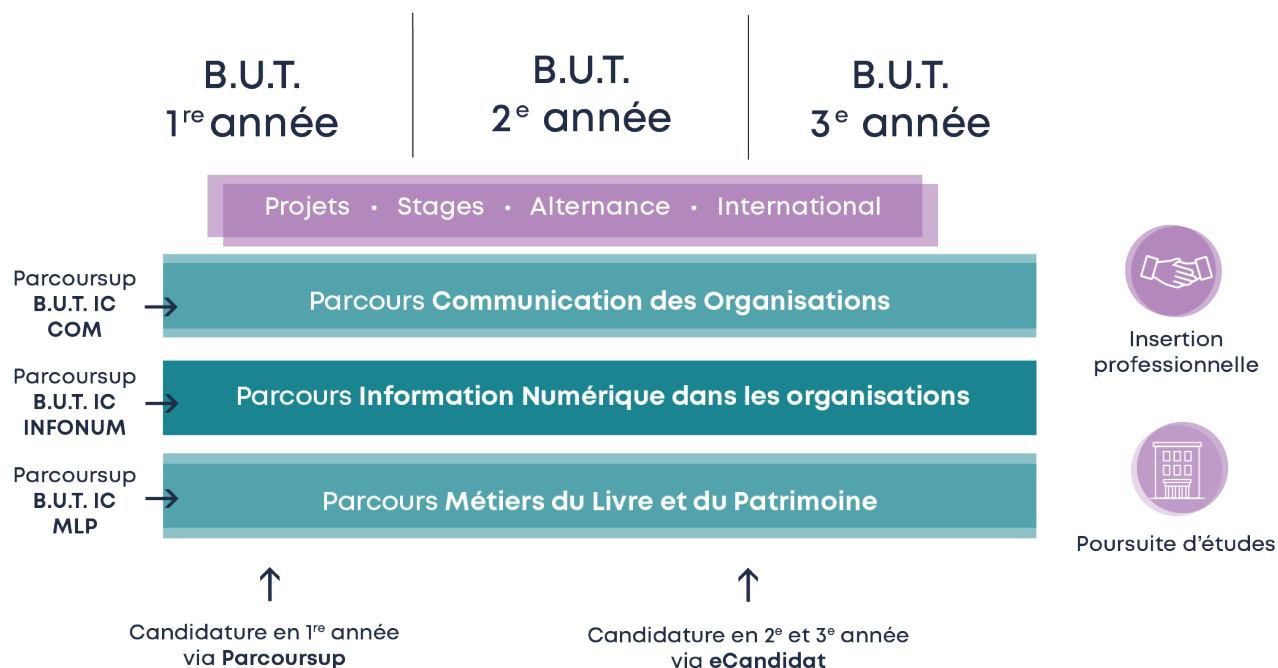 B.U.T.
1re année
B.U.T.
2e année
B.U.T.
3e année
Projets • Stages • Alternance • International
Parcoursup
B.U.T. IC
COM
Parcours Communication des Organisations
Parcoursup
B.U.T. IC
INFONUM
Parcours Information Numérique dans les organisations
Parcoursup
B.U.T. IC
MLP
Parcours Métiers du Livre et du Patrimoine
Insertion
professionnelle
Poursuite d’études
Candidature en 1re année
via Parcoursup
Candidature en 2e et 3e année
via eCandidat